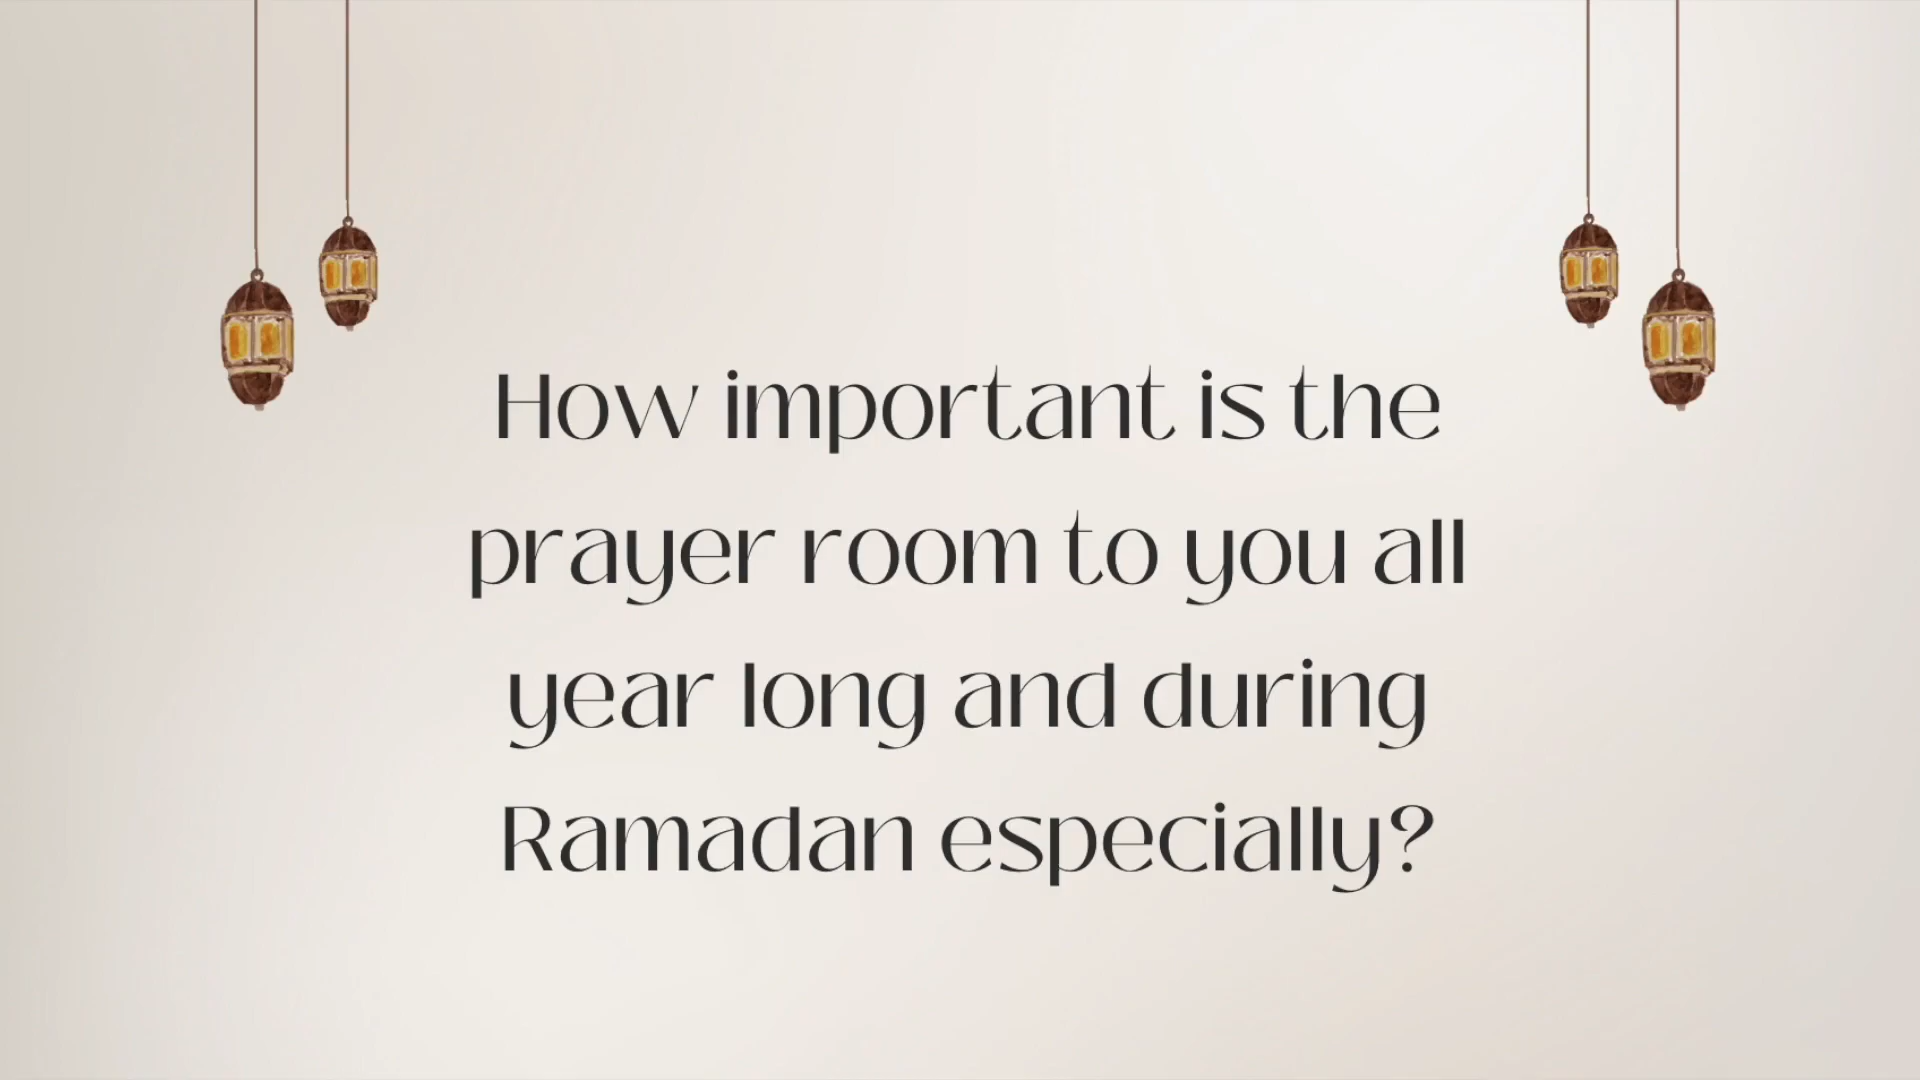 How important is the
prayer room to you all
year long and during
Ramadan especially?